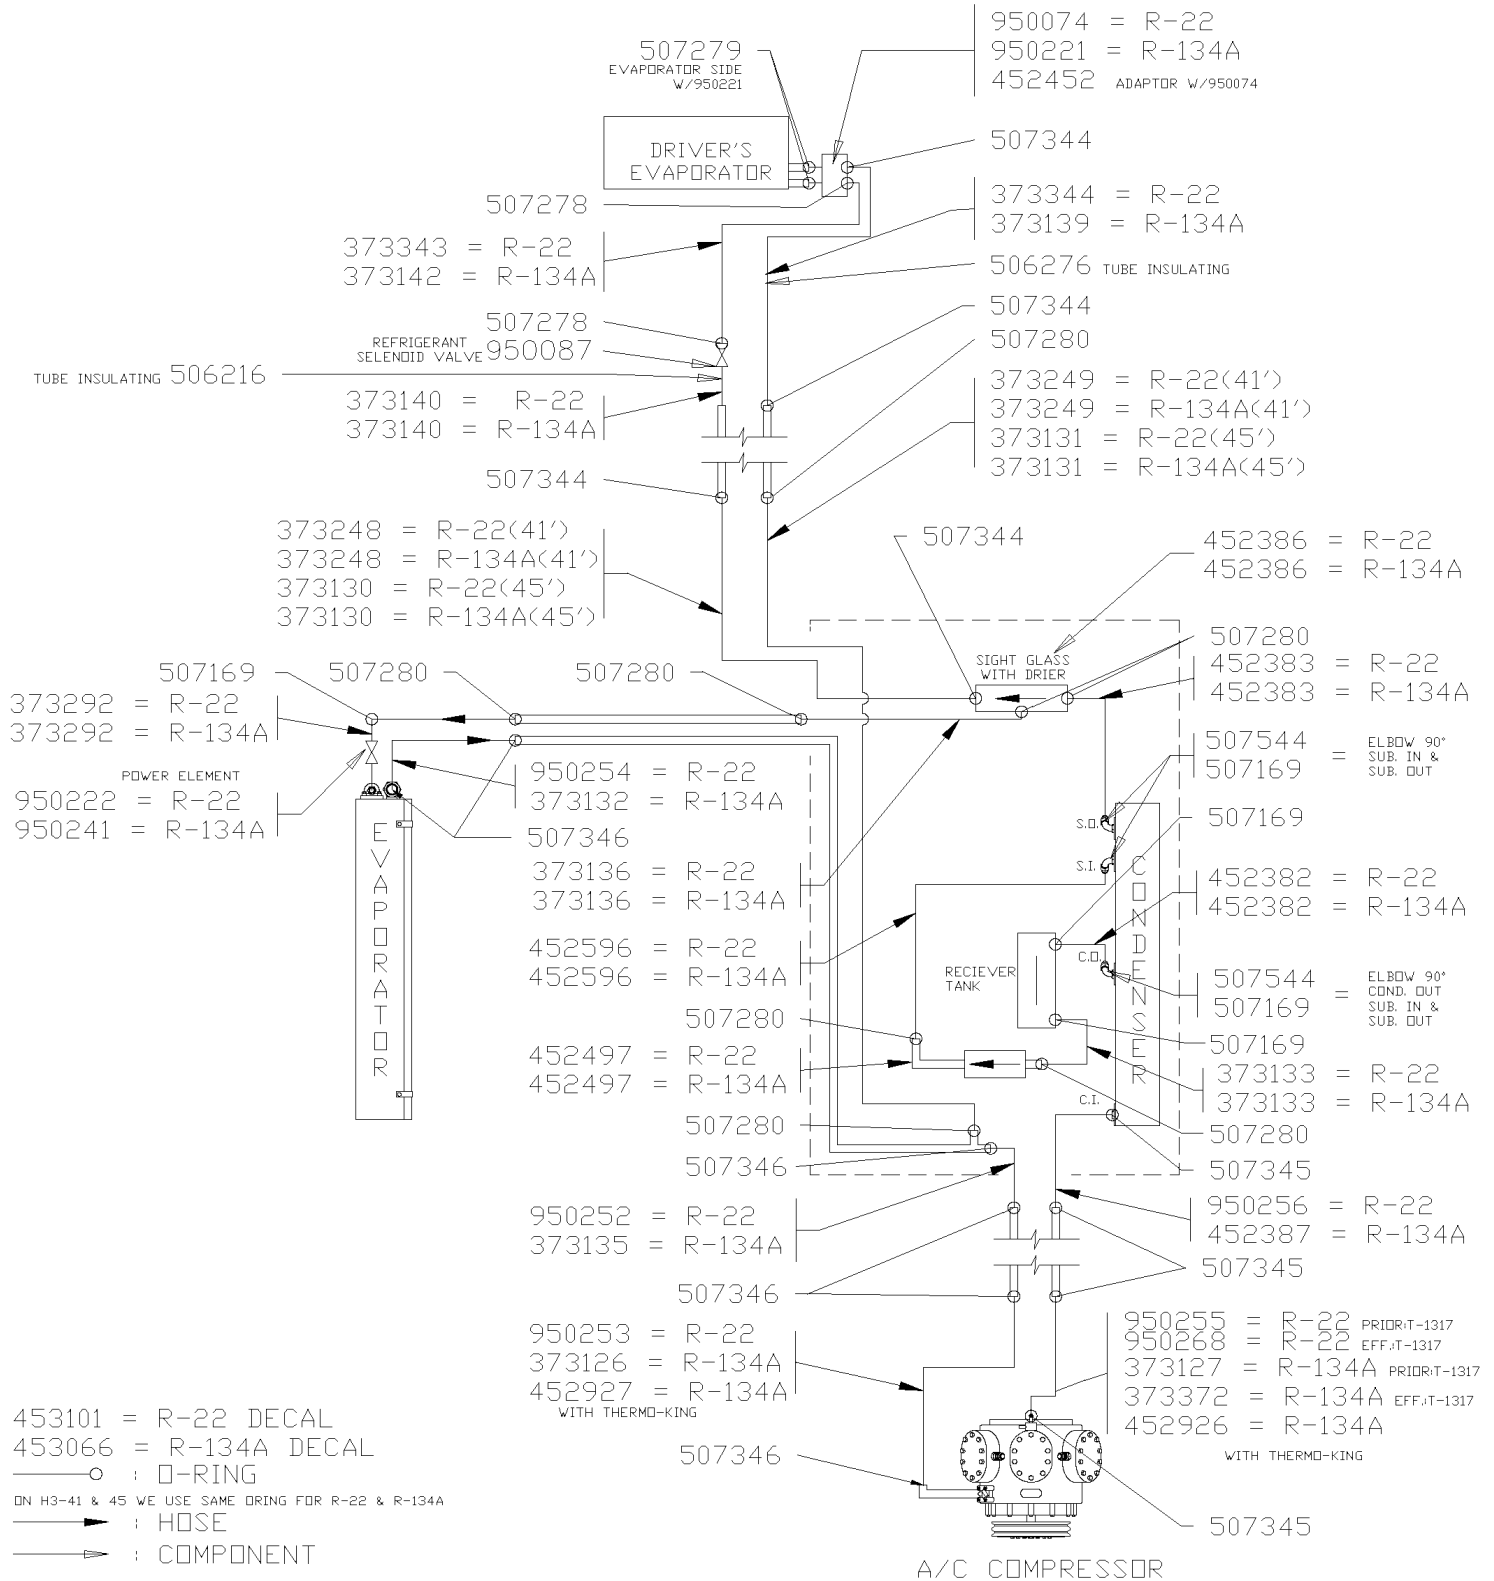 950074 = R-22
950221 = R-134A
452452 ADAPTOR W/950074
507279
EVAPORATOR SIDE
W/950221
DRIVER'S
EVAPORATOR
507344
507278
373344 = R-22
373139 = R-134A
373343 = R-22
373142 = R-134A
506276 TUBE INSULATING
507344
507278
507280
REFRIGERANT
SELENOID VALVE 950087
TUBE INSULATING 506216
373140 = R-22
373140 = R-134A
373249 = R-22(41')
373249 = R-134A(41')
373131 = R-22(45')
373131 = R-134A(45')
507344
373248 = R-22(41')
373248 = R-134A(41')
373130 = R-22(45')
373130 = R-134A(45')
507344
452386 = R-22
452386 = R-134A
507280
SIGHT GLASS
WITH DRIER
452383 = R-22
452383 = R-134A
507169
507280
507280
373292 = R-22
373292 = R-134A
POWER ELEMENT
950222 = R-22
950241 = R-134A
950254 = R-22
373132 = R-134A
507346
507544
507169 =
ELBOW 90°
SUB. IN &
SUB. OUT
S.O.
S.I.
507169
EVAPORATOR
CONDENSER
373136 = R-22
373136 = R-134A
452382 = R-22
452382 = R-134A
452596 = R-22
452596 = R-134A
RECIEVER
TANK
C.O.
507544
507169 =
ELBOW 90°
COND. OUT
SUB. IN &
SUB. OUT
507280
507169
452497 = R-22
452497 = R-134A
373133 = R-22
373133 = R-134A
C.I.
507280
507280
507346
507345
950252 = R-22
373135 = R-134A
950256 = R-22
452387 = R-134A
507346
507345
950253 = R-22
373126 = R-134A
452927 = R-134A
WITH THERMO-KING
950255 = R-22 PRIOR:T-1317
950268 = R-22 EFF.:T-1317
373127 = R-134A PRIOR:T-1317
373372 = R-134A EFF.:T-1317
452926 = R-134A
WITH THERMO-KING
507346
507345
A/C COMPRESSOR
453101 = R-22 DECAL
453066 = R-134A DECAL
: O-RING
ON H3-41 & 45 WE USE SAME ORING FOR R-22 & R-134A
: HOSE
: COMPONENT